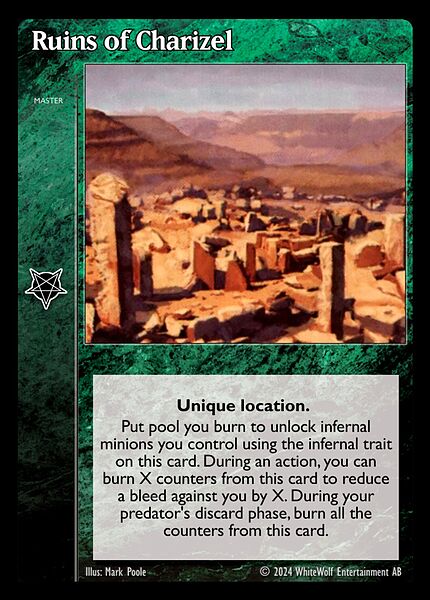 Ruins of Charizel
MASTER
Unique location.
Put pool you burn to unlock infernal
minions you control using the infernal trait
on this card. During an action, you can
burn X counters from this card to reduce
a bleed against you by X. During your
predator's discard phase, burn all the
counters from this card.
Illus: Mark Poole
© 2024 WhiteWolf Entertainment AB